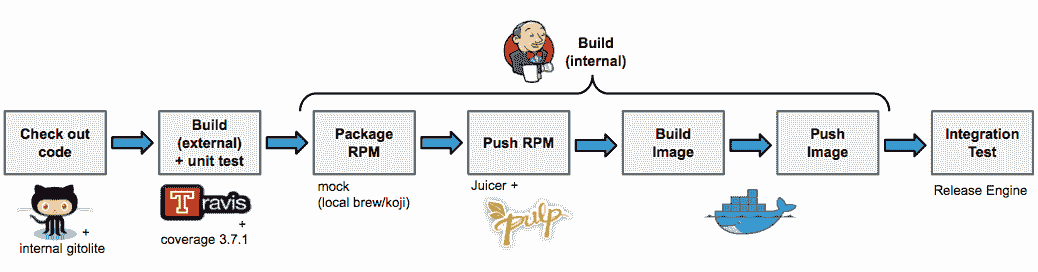 Build
(internal)
Check out
code
Build
(external)
+ unit test
Package
RPM
Push RPM
Build
Image
Push
Image
Integration
Test
+
internal gitolite
Travis
+
coverage 3.7.1
mock
(local brew/koji)
Juicer +
pulp
Release Engine